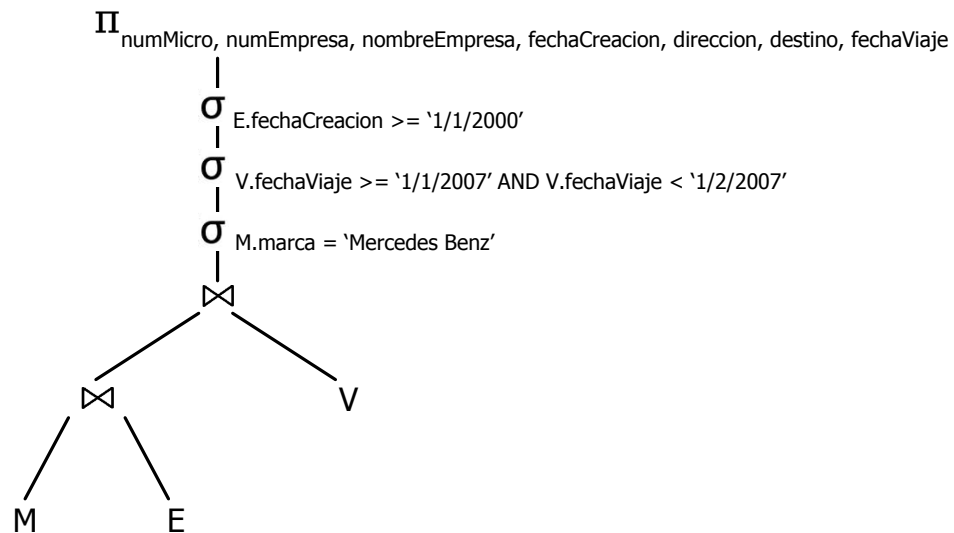 π numMicro, numEmpresa, nombreEmpresa, fechaCreacion, direccion, destino, fechaViaje
σ E.fechaCreacion >= ‘1/1/2000’
σ V.fechaViaje >= ‘1/1/2007’ AND V.fechaViaje < ‘1/2/2007’
σ M.marca = ‘Mercedes Benz’
⋈
⋈ V
M E